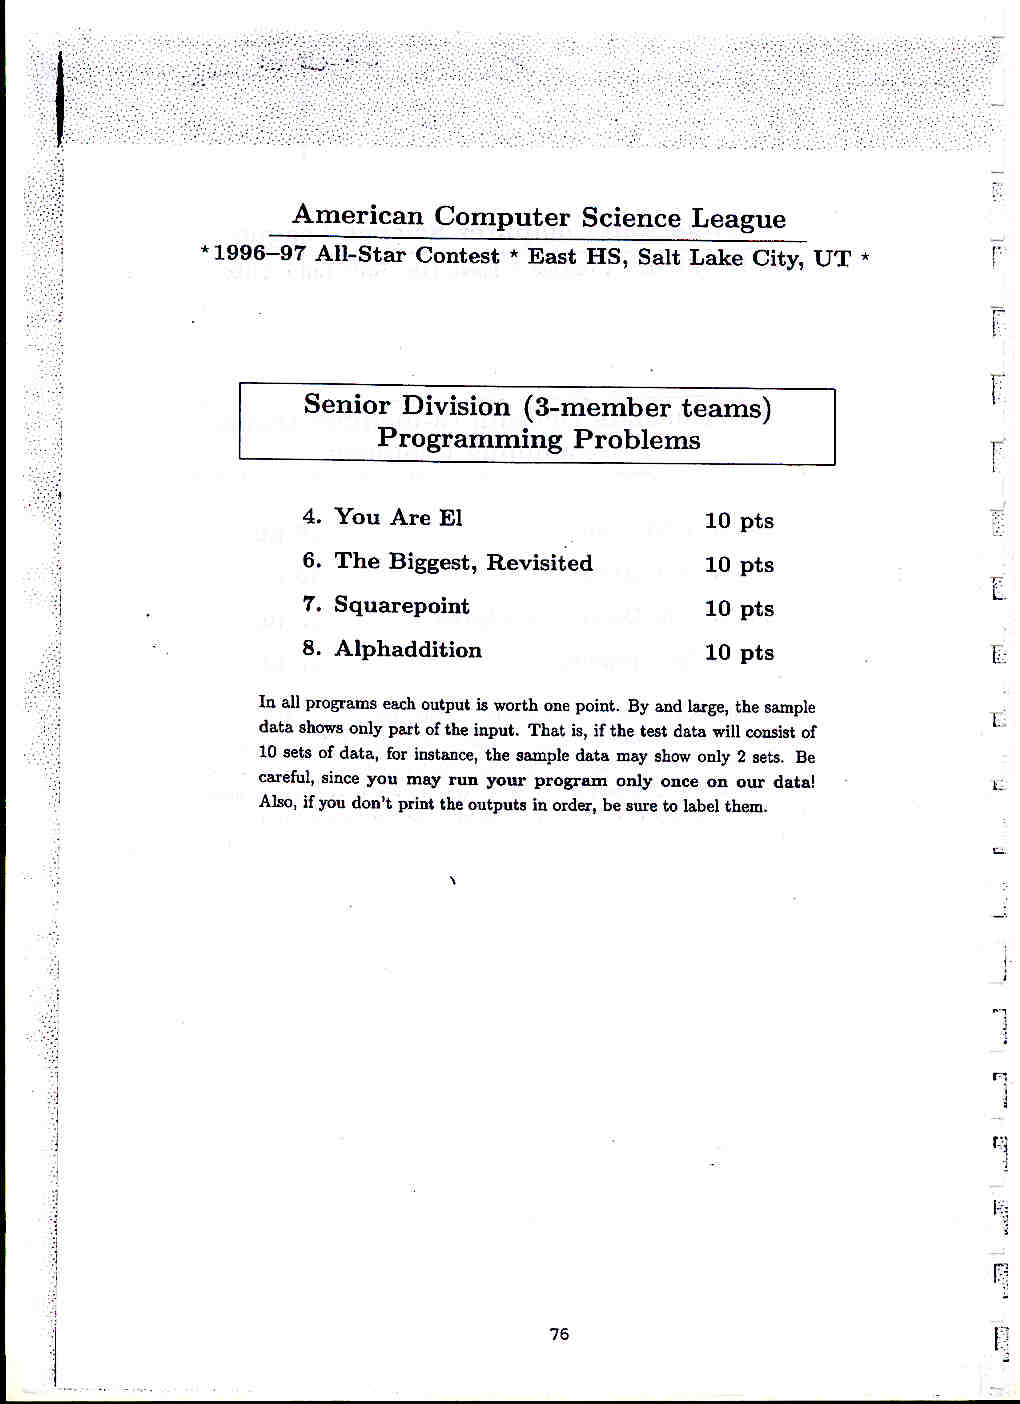 American Computer Science League
*1996–97 All-Star Contest * East HS, Salt Lake City, UT *
Senior Division (3-member teams)
Programming Problems
4. You Are El 10 pts
6. The Biggest, Revisited 10 pts
7. Squarepoint 10 pts
8. Alphaddition 10 pts
In all programs each output is worth one point. By and large, the sample
data shows only part of the input. That is, if the test data will consist of
10 sets of data, for instance, the sample data may show only 2 sets. Be
careful, since you may run your program only once on our data!
Also, if you don't print the outputs in order, be sure to label them.
76